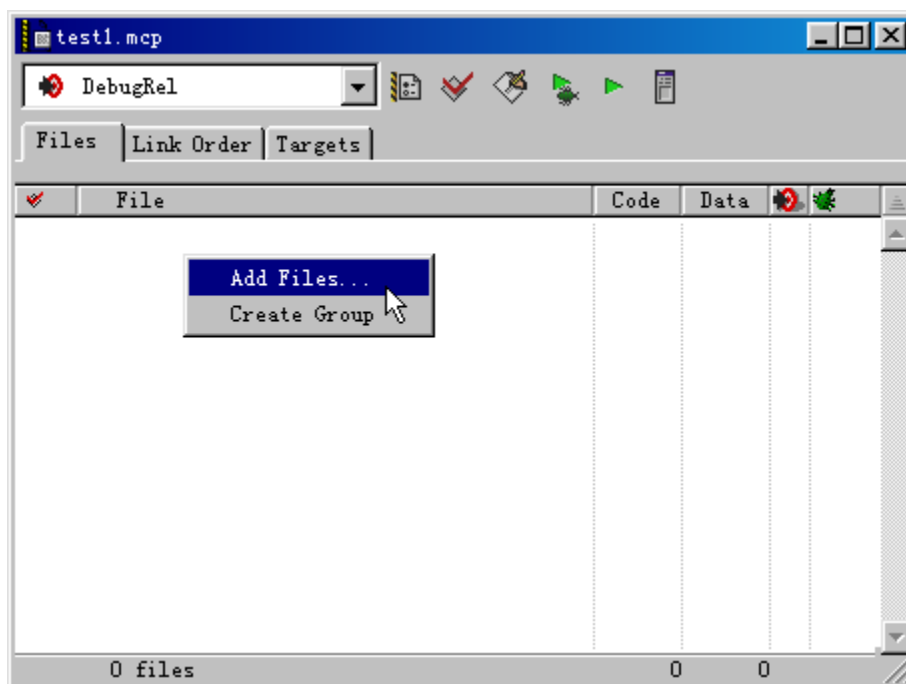 test1.mcp
DebugRel
Files Link Order Targets
File Code Data
Add Files...
Create Group
0 files 0 0